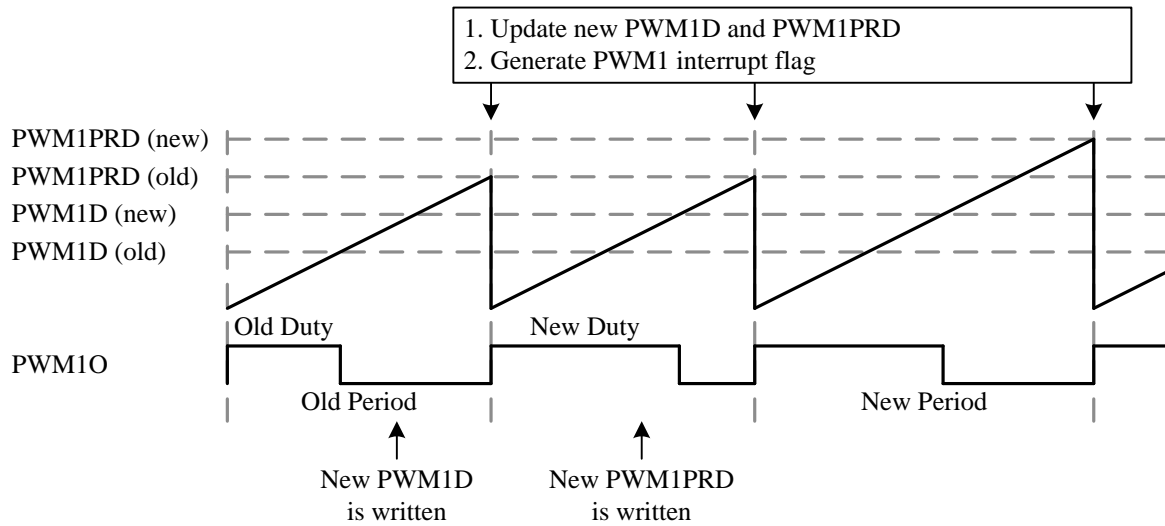 1. Update new PWM1D and PWM1PRD
2. Generate PWM1 interrupt flag
PWM1PRD (new)
PWM1PRD (old)
PWM1D (new)
PWM1D (old)
Old Duty
New Duty
PWM1O
Old Period
New Period
New PWM1D
is written
New PWM1PRD
is written